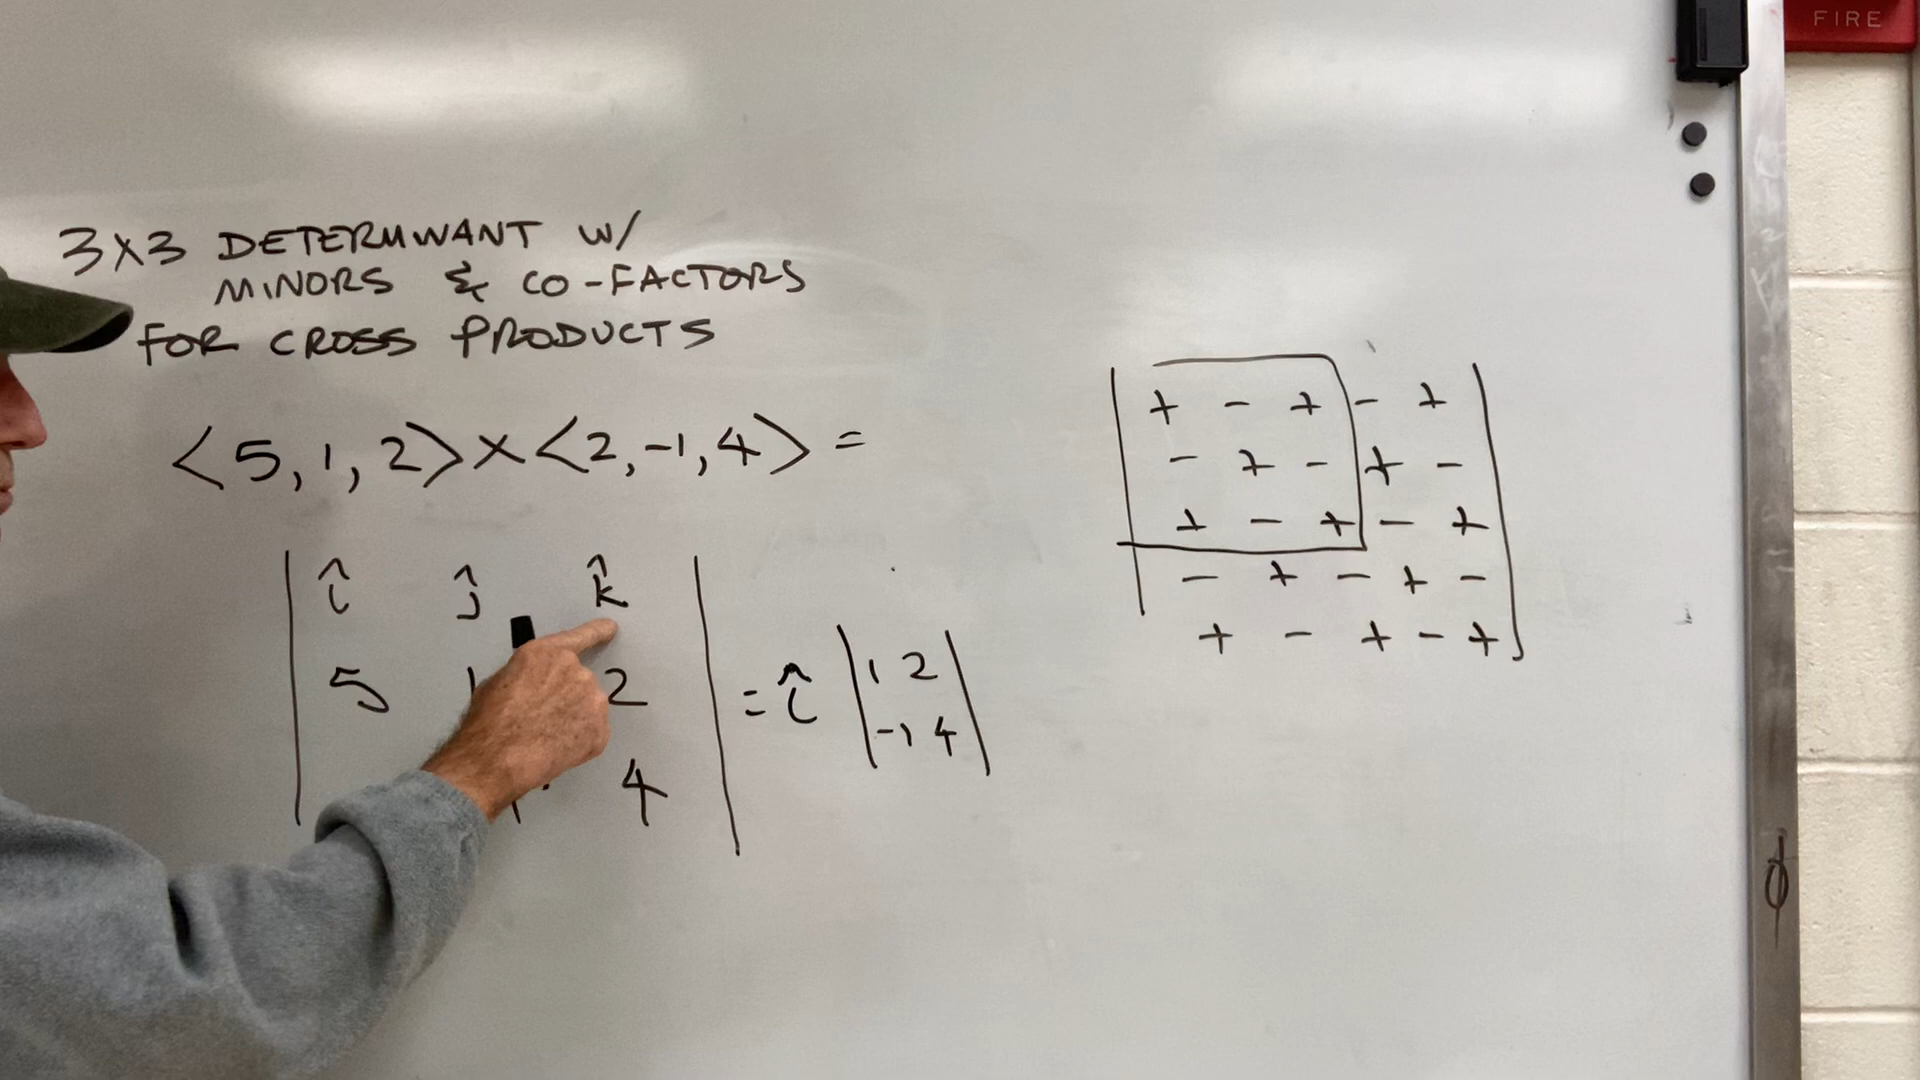 FIRE
3X3 DETERMINANT W/
MINORS & CO-FACTORS
FOR CROSS PRODUCTS
<5, 1, 2> × <2, -1, 4> =
î ĵ k̂
5 1 2
4
= î | 1 2 |
| -1 4 |
+ - + - +
- + - + -
+ - + - +
- + - + -
+ - + - +